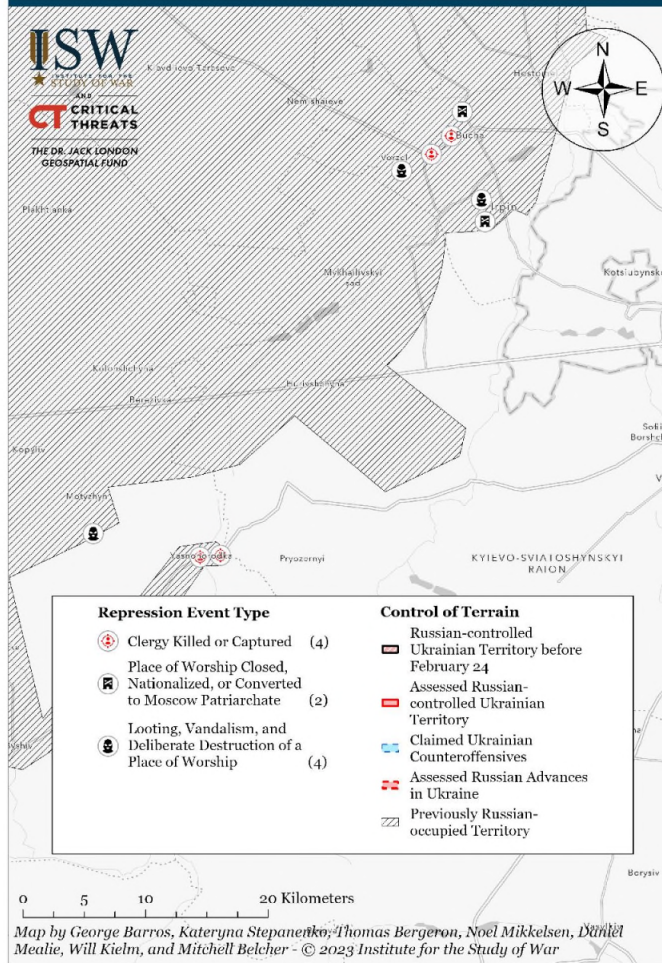 ISW
INSTITUTE FOR THE
STUDY OF WAR
AND
CT CRITICAL
THREATS
THE DR. JACK LONDON
GEOSPATIAL FUND
N
W E
S
Nemishaieve
Bucha
Vorzel
Irpin
Plakhtianka
Mykhailivskyi
sad
Kotsiubynsk
Kolonshchyna
Berezivka
Kopyliv
Sofii
Borshch
Motyzhyn
Pryozernyi
KYIEVO-SVIATOSHYNSKYI
RAION
Repression Event Type
Clergy Killed or Captured (4)
Place of Worship Closed,
Nationalized, or Converted
to Moscow Patriarchate (2)
Looting, Vandalism, and
Deliberate Destruction of a
Place of Worship (4)
Control of Terrain
Russian-controlled
Ukrainian Territory before
February 24
Assessed Russian-
controlled Ukrainian
Territory
Claimed Ukrainian
Counteroffensives
Assessed Russian Advances
in Ukraine
Previously Russian-
occupied Territory
Borysiv
0 5 10 20 Kilometers
Map by George Barros, Kateryna Stepanenko, Thomas Bergeron, Noel Mikkelsen, Daniel
Mealie, Will Kielm, and Mitchell Belcher - © 2023 Institute for the Study of War